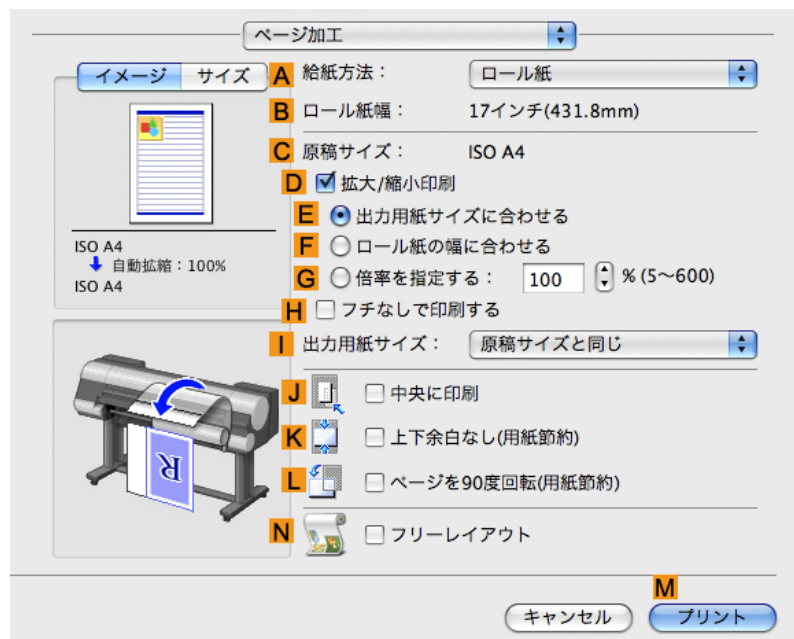 ページ加工
イメージ サイズ
A 給紙方法： ロール紙
B ロール紙幅： 17インチ(431.8mm)
C 原稿サイズ： ISO A4
D 拡大/縮小印刷
E 出力用紙サイズに合わせる
F ロール紙の幅に合わせる
G 倍率を指定する： 100 % (5～600)
H フチなしで印刷する
ISO A4
自動拡縮：100%
ISO A4
I 出力用紙サイズ： 原稿サイズと同じ
J 中央に印刷
K 上下余白なし(用紙節約)
L ページを90度回転(用紙節約)
R
N フリーレイアウト
M
キャンセル プリント